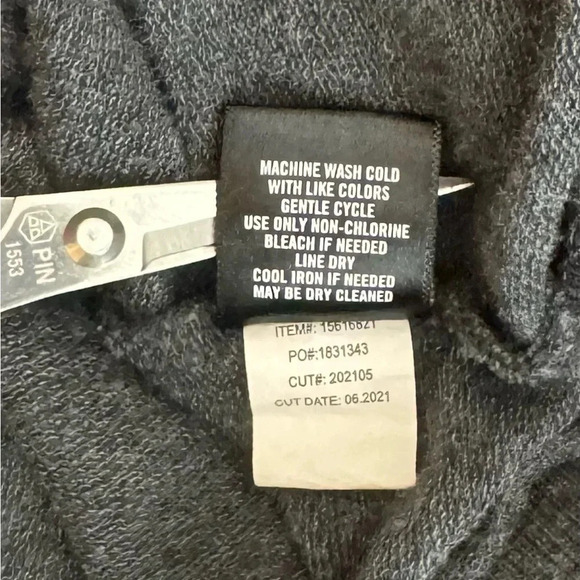 MACHINE WASH COLD
WITH LIKE COLORS
GENTLE CYCLE
USE ONLY NON-CHLORINE
BLEACH IF NEEDED
LINE DRY
COOL IRON IF NEEDED
MAY BE DRY CLEANED
ITEM#: 15616821
PO#:1831343
CUT#: 202105
CUT DATE: 06.2021
PIN
1553